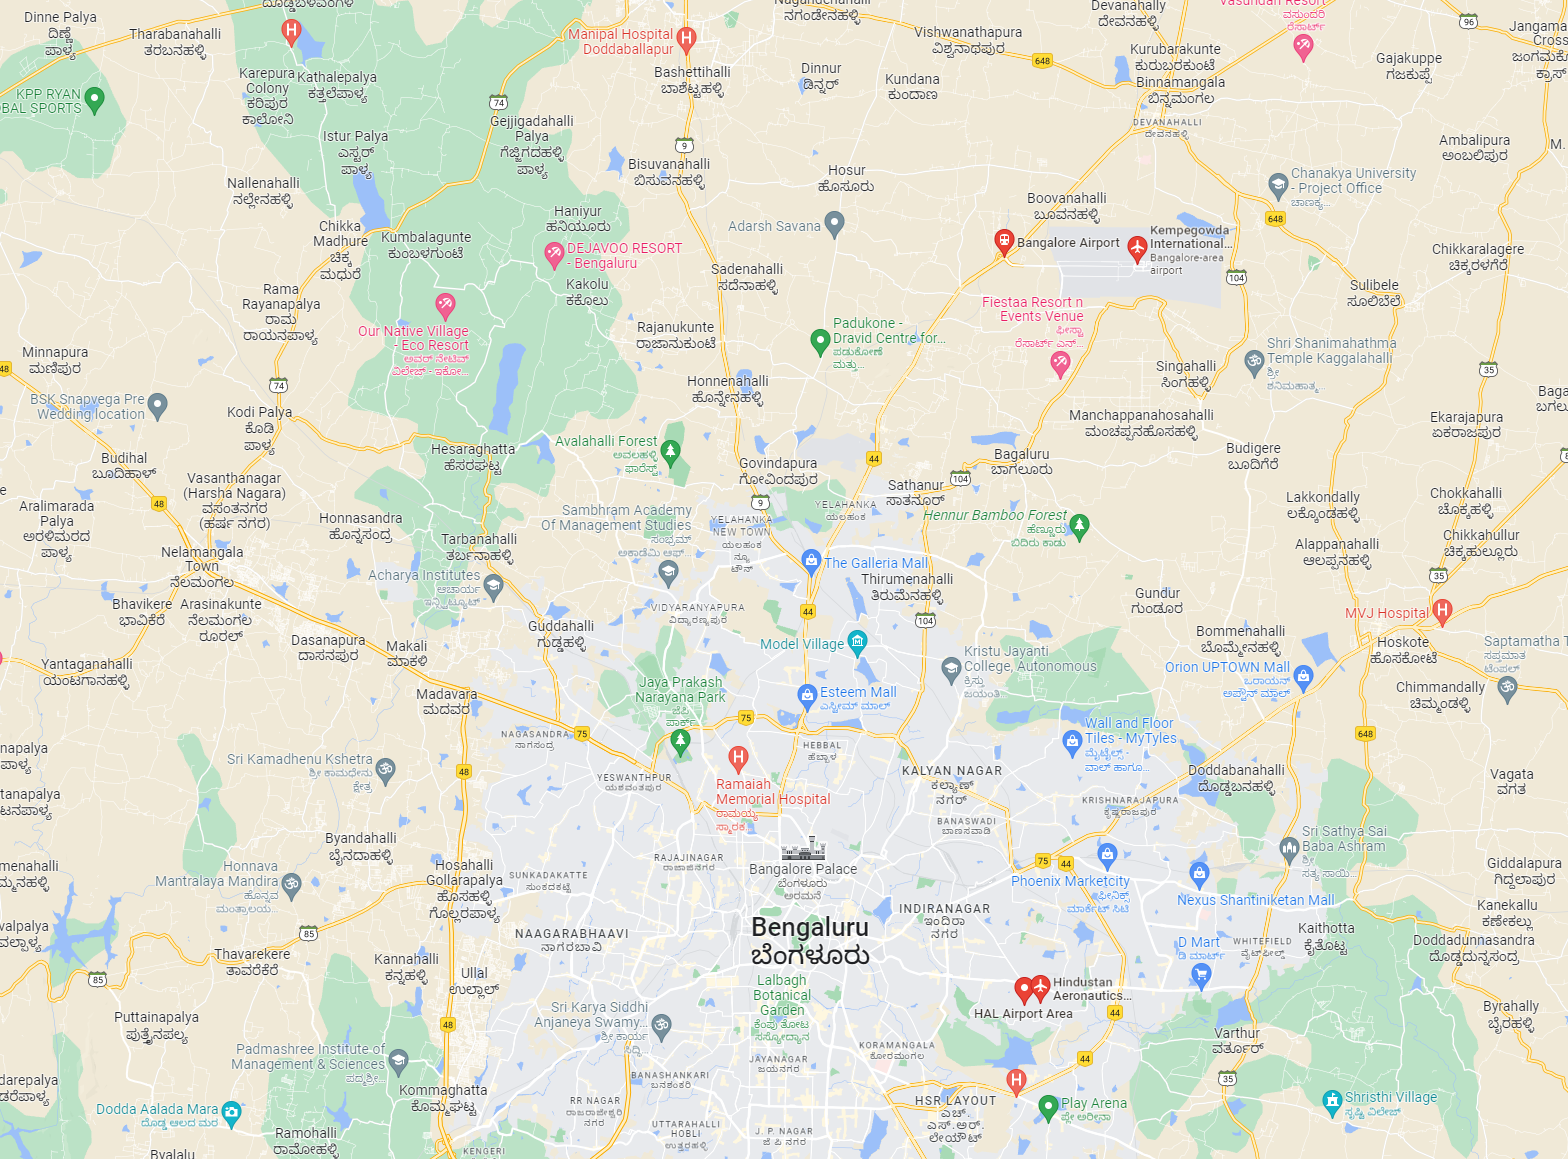 Dinne Palya
ದಿಣ್ಣೆ
ಪಾಳ್ಯ
Tharabanahalli
ತರಬನಹಳ್ಳಿ
KPP RYAN
BAL SPORTS
Karepura
Colony
ಕರಿಪುರ
ಕಾಲೋನಿ
Kathalepalya
ಕತ್ತಲೆಪಾಳ್ಯ
Istur Palya
ಎಸ್ಟರ್
ಪಾಳ್ಯ
Nallenahalli
ನಲ್ಲೇನಹಳ್ಳಿ
74
Gejjigadahalli
Palya
ಗೆಜ್ಜಿಗದಹಳ್ಳಿ
ಪಾಳ್ಯ
Manipal Hospital
Doddaballapur
Bashettihalli
ಬಾಶೆಟ್ಟಹಳ್ಳಿ
9
Bisuvanahalli
ಬಿಸುವನಹಳ್ಳಿ
ನಗಂಡೇನಹಳ್ಳಿ
Dinnur
ಡಿನ್ನರ್
Vishwanathapura
ವಿಶ್ವನಾಥಪುರ
Kundana
ಕುಂದಾಣ
648
Devanahally
ದೇವನಹಳ್ಳಿ
Kurubarakunte
ಕುರುಬರಕುಂಟೆ
Binnamangala
ಬಿನ್ನಮಂಗಲ
DEVANAHALLI
ದೇವನಹಳ್ಳಿ
Vasundari Resort
ವಸುಂದರಿ
ರೆಸಾರ್ಟ್
Gajakuppe
ಗಜಕುಪ್ಪೆ
96
Jangama
Cross
ಜಂಗಮಕೋ
ಕ್ರಾಸ್
Ambalipura
ಅಂಬಲಿಪುರ
M.
Hosur
ಹೊಸೂರು
Adarsh Savana
Chanakya University
- Project Office
ಚಾಣಕ್ಯ...
648
Boovanahalli
ಬೂವನಹಳ್ಳಿ
Bangalore Airport
Kempegowda
International...
Bangalore-area
airport
104
Chikkaralagere
ಚಿಕ್ಕರಳಗೆರೆ
Sulibele
ಸೂಲಿಬೆಲೆ
Chikka
Madhure
ಚಿಕ್ಕ
ಮಧುರೆ
Kumbalagunte
ಕುಂಬಳಗುಂಟೆ
Haniyur
ಹನಿಯೂರು
DEJAVOO RESORT
- Bengaluru
Kakolu
ಕಕೊಲು
Sadenahalli
ಸದೆನಾಹಳ್ಳಿ
Rama
Rayanapalya
ರಾಮ
ರಾಯನಪಾಳ್ಯ
Our Native Village
- Eco Resort
ಅವರ್ ನೇಟಿವ್
ವಿಲೇಜ್ - ಇಕೋ...
Rajanukunte
ರಾಜಾನುಕುಂಟೆ
Padukone -
Dravid Centre for...
ಪಡುಕೋಣೆ
ಮತ್ತು...
Fiestaa Resort n
Events Venue
ಫೀಸ್ಟಾ
ರೆಸಾರ್ಟ್ ಎನ್...
Singahalli
ಸಿಂಗಹಳ್ಳಿ
Shri Shanimahathma
Temple Kaggalahalli
ಶ್ರೀ
ಶನಿಮಹಾತ್ಮ...
35
Minnapura
ಮಣಿಪುರ
48
BSK Snapvega Pre
Wedding location
74
Kodi Palya
ಕೊಡಿ
ಪಾಳ್ಯ
Honnenahalli
ಹೊನ್ನೇನಹಳ್ಳಿ
Manchappanahosahalli
ಮಂಚಪ್ಪನಹೊಸಹಳ್ಳಿ
Ekarajapura
ಏಕರಾಜಪುರ
Baga
ಬಗಲು
Budihal
ಬೂದಿಹಾಳ್
Hesaraghatta
ಹೆಸರಘಟ್ಟ
Avalahalli Forest
ಅವಲಹಳ್ಳಿ
ಫಾರೆಸ್ಟ್
Govindapura
ಗೋವಿಂದಪುರ
44
Bagaluru
ಬಾಗಲೂರು
104
Budigere
ಬೂದಿಗೆರೆ
Vasanthanagar
(Harsha Nagara)
ವಸಂತನಗರ
(ಹರ್ಷ ನಗರ)
Aralimarada
Palya
ಅರಳಿಮರದ
ಪಾಳ್ಯ
48
Honnasandra
ಹೊನ್ನಸಂದ್ರ
Sambhram Academy
Of Management Studies
ಸಂಭ್ರಮ್
ಅಕಾಡೆಮಿ ಆಫ್...
9
YELAHANKA
NEW TOWN
ಯಲಹಂಕ
ನ್ಯೂ
ಟೌನ್
YELAHANKA
ಯಲಹಂಕ
Sathanur
ಸಾತನೂರ್
Hennur Bamboo Forest
ಹೆಣ್ಣೂರು
ಬಿದಿರು ಕಾಡು
Lakkondally
ಲಕ್ಕೊಂಡಹಳ್ಳಿ
Chokkahalli
ಚೊಕ್ಕಹಳ್ಳಿ
Chikkahullur
ಚಿಕ್ಕಹುಲ್ಲೂರು
Alappanahalli
ಆಲಪ್ಪನಹಳ್ಳಿ
35
Nelamangala
Town
ನೆಲಮಂಗಲ
Tarbanahalli
ತರ್ಬನಾಹಳ್ಳಿ
Acharya Institutes
ಆಚಾರ್ಯ
ಇನ್ಸ್ಟಿಟ್ಯೂಟ್
The Galleria Mall
Thirumenahalli
ತಿರುಮೆನಹಳ್ಳಿ
Bhavikere
ಭಾವಿಕೆರೆ
Arasinakunte
ನೆಲಮಂಗಲ
ರೂರಲ್
VIDYARANYAPURA
ವಿದ್ಯಾರಣ್ಯಪುರ
44
104
Gundur
ಗುಂಡೂರ
MVJ Hospital
Dasanapura
ದಾಸನಪುರ
Makali
ಮಾಕಳಿ
Guddahalli
ಗುಡ್ಡಹಳ್ಳಿ
Model Village
Bommenahalli
ಬೊಮ್ಮೇನಹಳ್ಳಿ
Hoskote
ಹೊಸಕೋಟೆ
Saptamatha T
ಸಪ್ತಮಾತ
ಟೆಂಪಲ್
Yantaganahalli
ಯಂಟಗಾನಹಳ್ಳಿ
Kristu Jayanti
College, Autonomous
ಕ್ರಿಸ್ತು
ಜಯಂತಿ
Orion UPTOWN Mall
ಒರಾಯನ್
ಅಪ್ಟೌನ್ ಮಾಲ್
Chimmandally
ಚಿಮ್ಮಂಡಳ್ಳಿ
Madavara
ಮದವರ
Jaya Prakash
Narayana Park
ಜೆಪಿ
ಪಾರ್ಕ್
Esteem Mall
ಎಸ್ಟೀಮ್ ಮಾಲ್
75
Wall and Floor
Tiles - MyTyles
ಮೈಟೈಲ್ಸ್ -
ವಾಲ್ ಹಾಗೂ...
648
NAGASANDRA
ನಾಗಸಂದ್ರ
75
HEBBAL
ಹೆಬ್ಬಾಳ
napalya
ಪಾಳ್ಯ
Sri Kamadhenu Kshetra
ಶ್ರೀ ಕಾಮಧೇನು
ಕ್ಷೇತ್ರ
48
YESWANTHPUR
ಯಶವಂತಪುರ
Ramaiah
Memorial Hospital
ರಾಮಯ್ಯ
ಸ್ಮಾರಕ...
KALYAN NAGAR
ಕಲ್ಯಾಣ್
ನಗರ್
Doddabanahalli
ದೊಡ್ಡಬನಹಳ್ಳಿ
Vagata
ವಗತ
tanapalya
ಟನಪಾಳ್ಯ
KRISHNARAJAPURA
ಕೃಷ್ಣರಾಜಪುರ
BANASWADI
ಬಾಣಸವಾಡಿ
Byandahalli
ಬೈನದಾಹಳ್ಳಿ
Sri Sathya Sai
Baba Ashram
ಶ್ರೀ
ಸತ್ಯ ಸಾಯಿ...
menahalli
ಮ್ಮನಹಳ್ಳಿ
Honnava
Mantralaya Mandira
ಹೊನ್ನವ
ಮಂತ್ರಾಲಯ...
Hosahalli
Gollarapalya
ಹೊಸಹಳ್ಳಿ
ಗೊಲ್ಲರಪಾಳ್ಯ
SUNKADAKATTE
ಸುಂಕದಕಟ್ಟೆ
RAJAJINAGAR
ರಾಜಾಜಿನಗರ
Bangalore Palace
ಬೆಂಗಳೂರು
ಅರಮನೆ
75
44
Phoenix Marketcity
ಫೀನಿಕ್ಸ್
ಮಾರ್ಕೆಟ್ ಸಿಟಿ
Nexus Shantiniketan Mall
Giddalapura
ಗಿದ್ದಲಾಪುರ
Kanekallu
ಕಣೇಕಲ್ಲು
valpalya
ವಲ್ಪಾಳ್ಯ
85
NAAGARABHAAVI
ನಾಗರಬಾವಿ
Bengaluru
ಬೆಂಗಳೂರು
INDIRANAGAR
ಇಂದಿರಾ
ನಗರ
D Mart
ಡಿ ಮಾರ್ಟ್
WHITEFIELD
ವೈಟ್‌ಫೀಲ್ಡ್
Kaithotta
ಕೈತೊಟ್ಟ
Doddadunnasandra
ದೊಡ್ಡದುನ್ನಸಂದ್ರ
Thavarekere
ತಾವರೆಕೆರೆ
Kannahalli
ಕನ್ನಹಳ್ಳಿ
85
Ullal
ಉಲ್ಲಾಲ್
Lalbagh
Botanical
Garden
ಕೆಂಪು ತೋಟ
ಸಸ್ಯೋದ್ಯಾನ
Hindustan
Aeronautics...
HAL Airport Area
44
Puttainapalya
ಪುತ್ತೈನಪಲ್ಯ
48
Sri Karya Siddhi
Anjaneya Swamy...
ಶ್ರೀ ಕಾರ್ಯ
ಸಿದ್ಧಿ...
Byrahally
ಬೈರಹಳ್ಳಿ
Varthur
ವರ್ತೂರ್
Padmashree Institute of
Management & Sciences
ಪದ್ಮಶ್ರೀ...
KORAMANGALA
ಕೋರಮಂಗಲ
JAYANAGAR
ಜಯನಗರ
44
BANASHANKARI
ಬನಶಂಕರಿ
35
darepalya
ಡರೆಪಾಳ್ಯ
Kommaghatta
ಕೊಮ್ಮಘಟ್ಟ
Dodda Aalada Mara
ದೊಡ್ಡ ಆಲದ ಮರ
RR NAGAR
ರಾಜರಾಜೇಶ್ವರಿ
ನಗರ
HSR LAYOUT
ಎಚ್.
ಎಸ್.ಆರ್.
ಲೇಯೌಟ್
Play Arena
ಪ್ಲೇ ಅರೀನಾ
Shristhi Village
ಸೃಷ್ಟಿ ವಿಲೇಜ್
UTTARAHALLI
HOBLI
ಉತ್ತರಹಳ್ಳಿ
J. P. NAGAR
ಜೆ ಪಿ ನಗರ
Ramohalli
ರಾಮೋಹಳ್ಳಿ
Byalalu
KENGERI